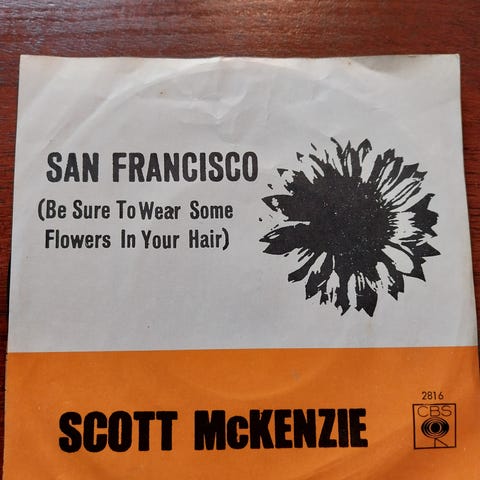 SAN FRANCISCO
(Be Sure To Wear Some
Flowers In Your Hair)
2816
CBS
SCOTT McKENZIE